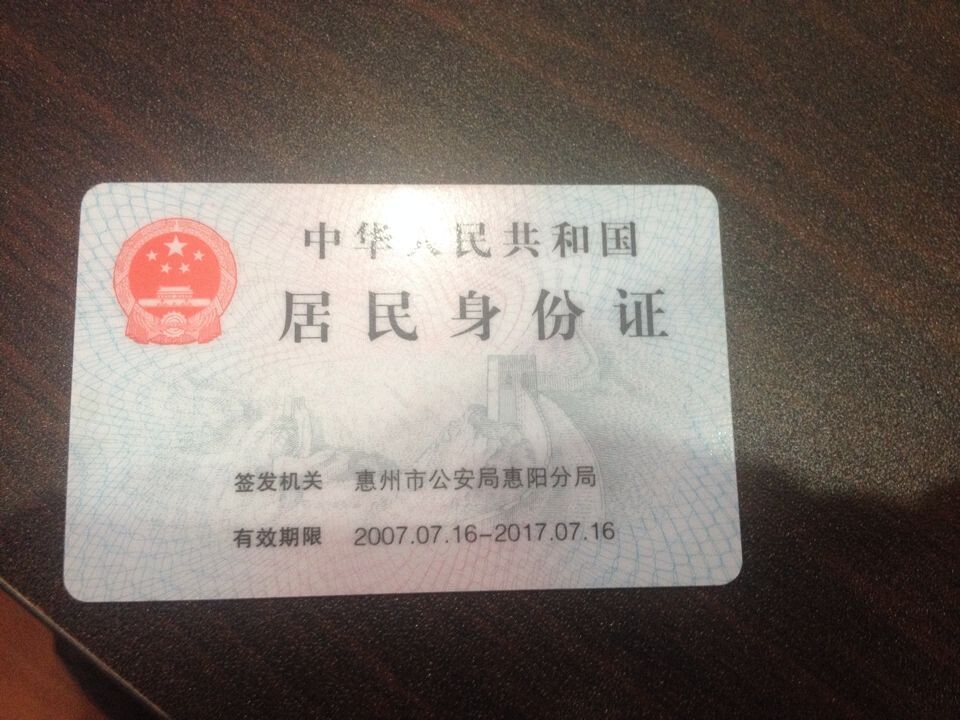 中华人民共和国
居民身份证
签发机关 惠州市公安局惠阳分局
有效期限 2007.07.16-2017.07.16